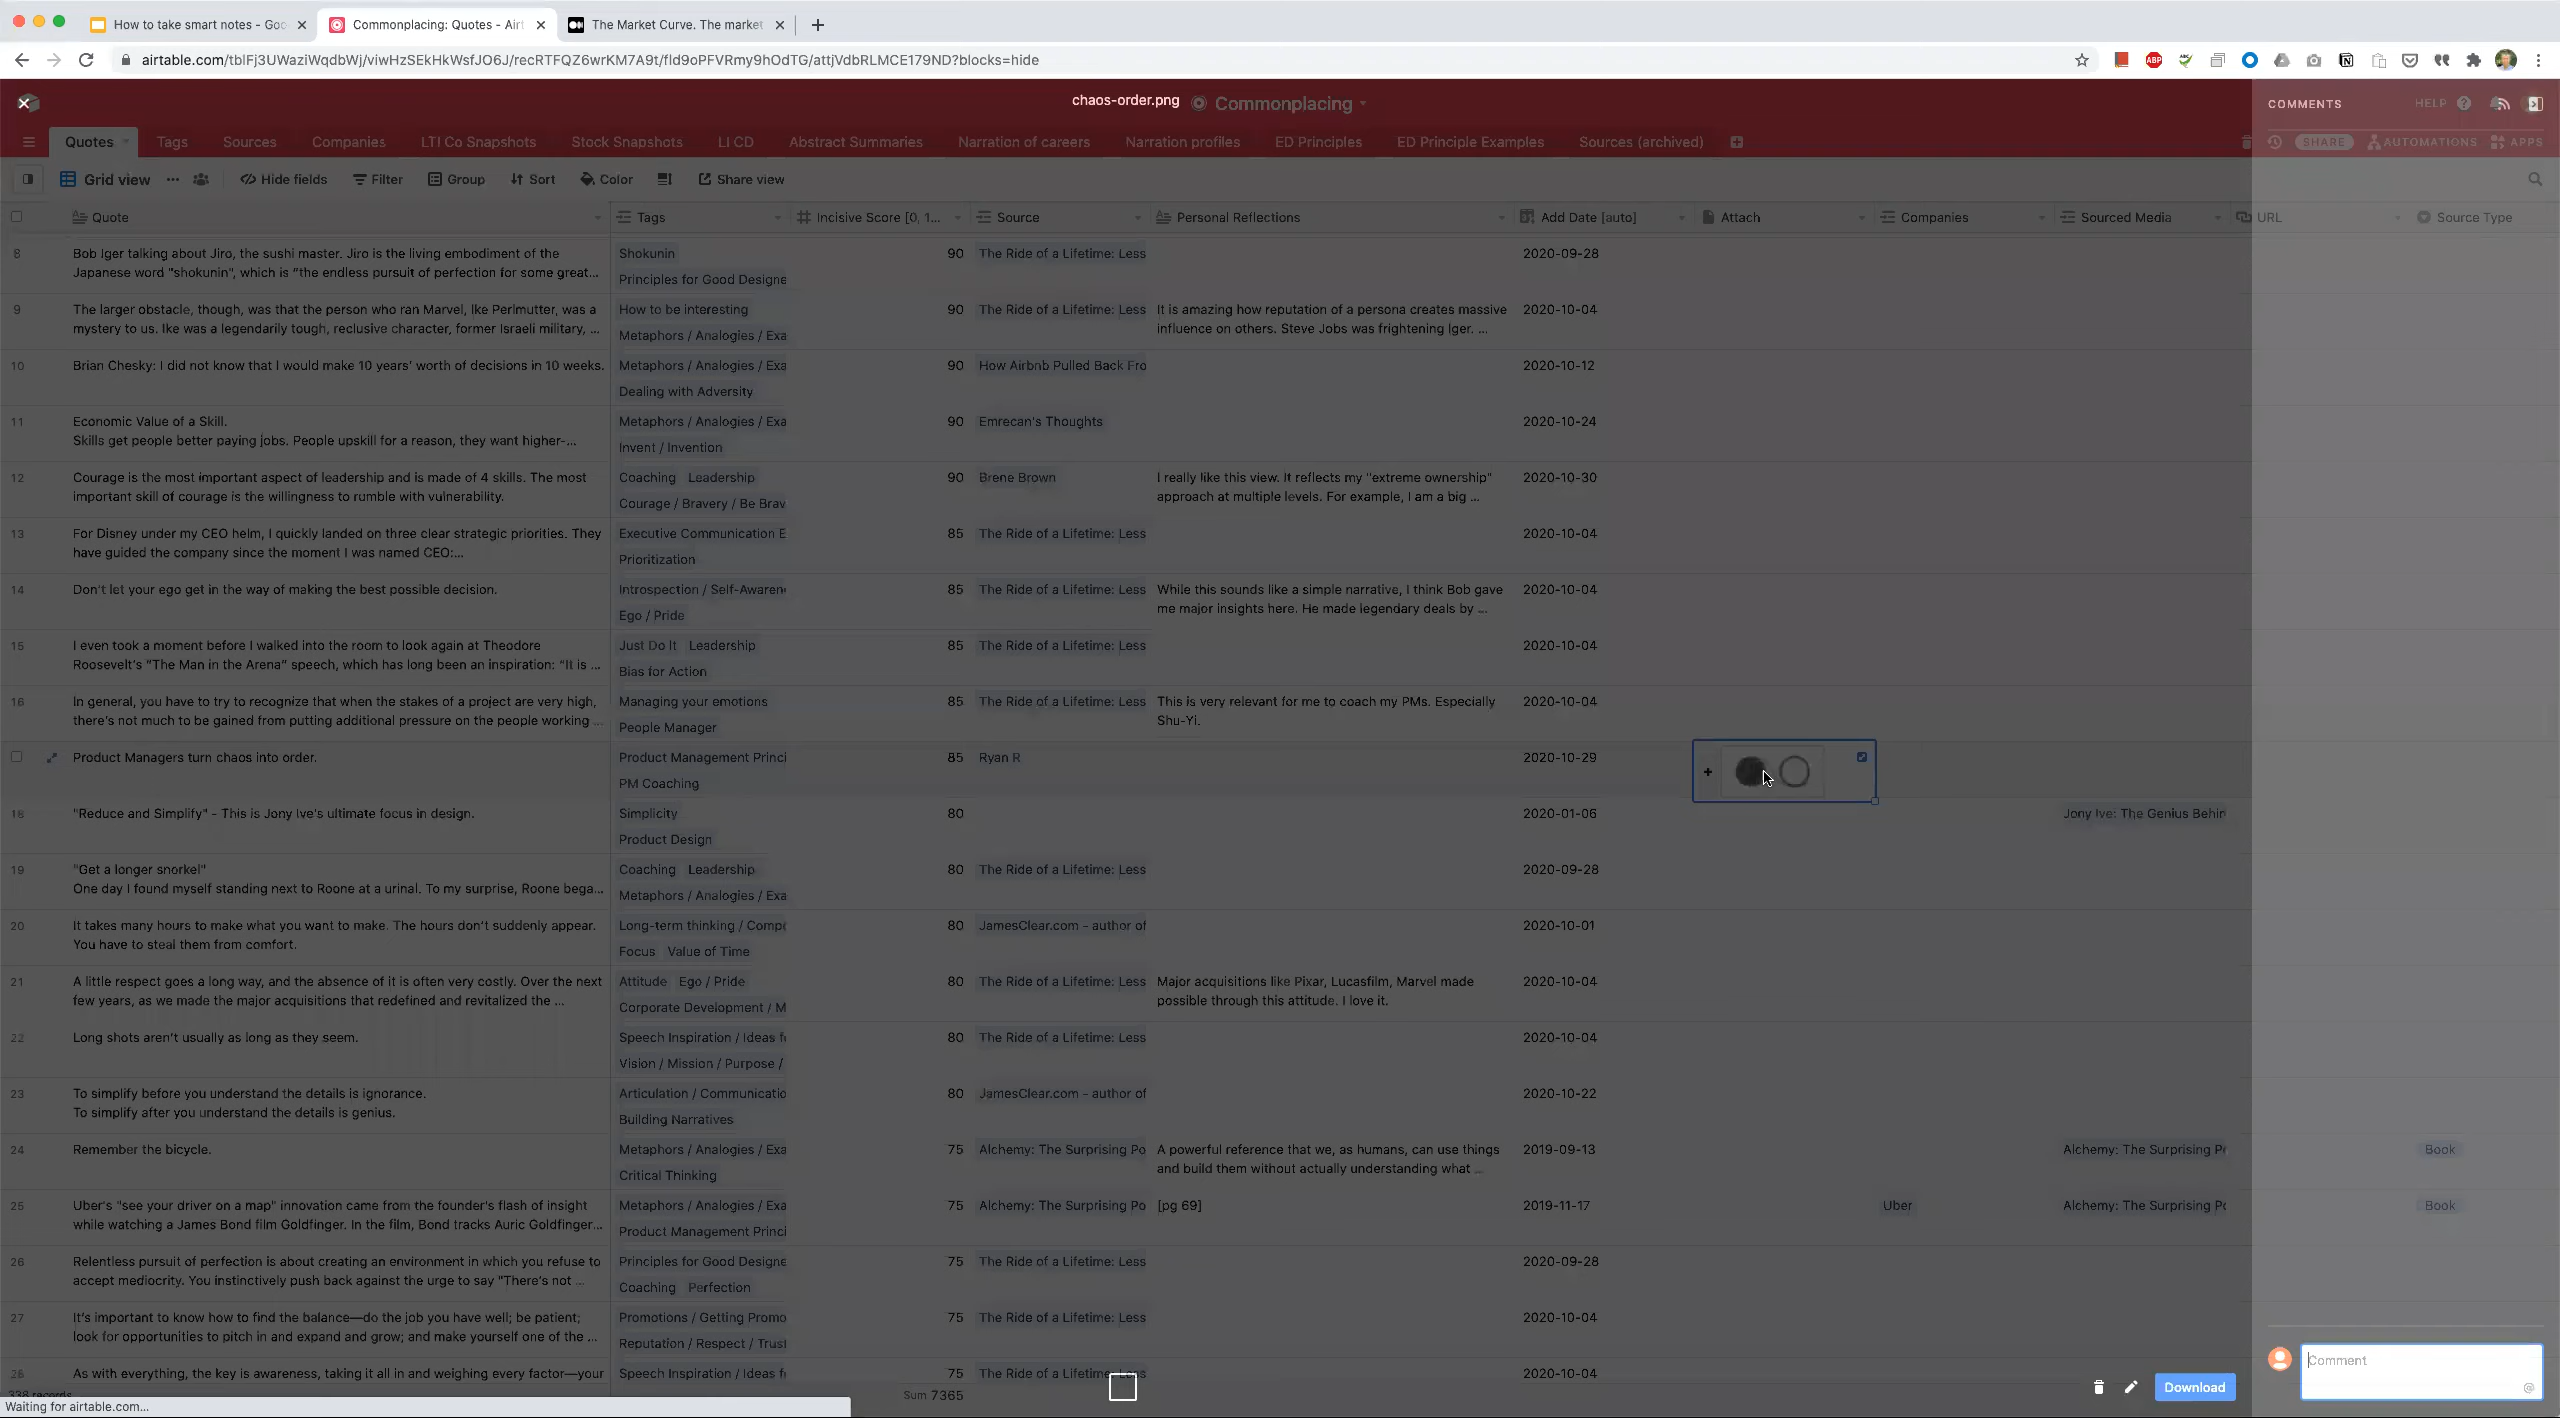 How to take smart notes - Goo
Commonplacing: Quotes - Airt
The Market Curve. The market
airtable.com/tblFj3UWaziWqdbWj/viwHzSEkHkWsfJO6J/recRTFQZ6wrKM7A9t/fld9oPFVRmy9hOdTG/attjVdbRLMCE179ND?blocks=hide
chaos-order.png
Commonplacing
COMMENTS
HELP
Quotes
Tags
Sources
Companies
LTI Co Snapshots
Stock Snapshots
LI CD
Abstract Summaries
Narration of careers
Narration profiles
ED Principles
ED Principle Examples
Sources (archived)
SHARE
AUTOMATIONS
APPS
Grid view
Hide fields
Filter
Group
Sort
Color
Share view
Quote
Tags
Incisive Score [0, 1...
Source
Personal Reflections
Add Date [auto]
Attach
Companies
Sourced Media
URL
Source Type
8
Bob Iger talking about Jiro, the sushi master. Jiro is the living embodiment of the
Japanese word "shokunin", which is "the endless pursuit of perfection for some great...
Shokunin
Principles for Good Designe
90
The Ride of a Lifetime: Less
2020-09-28
9
The larger obstacle, though, was that the person who ran Marvel, Ike Perlmutter, was a
mystery to us. Ike was a legendarily tough, reclusive character, former Israeli military, ...
How to be interesting
Metaphors / Analogies / Exa
90
The Ride of a Lifetime: Less
It is amazing how reputation of a persona creates massive
influence on others. Steve Jobs was frightening Iger. ...
2020-10-04
10
Brian Chesky: I did not know that I would make 10 years' worth of decisions in 10 weeks.
Metaphors / Analogies / Exa
Dealing with Adversity
90
How Airbnb Pulled Back Fro
2020-10-12
11
Economic Value of a Skill.
Skills get people better paying jobs. People upskill for a reason, they want higher-...
Metaphors / Analogies / Exa
Invent / Invention
90
Emrecan's Thoughts
2020-10-24
12
Courage is the most important aspect of leadership and is made of 4 skills. The most
important skill of courage is the willingness to rumble with vulnerability.
Coaching Leadership
Courage / Bravery / Be Brav
90
Brene Brown
I really like this view. It reflects my "extreme ownership"
approach at multiple levels. For example, I am a big ...
2020-10-30
13
For Disney under my CEO helm, I quickly landed on three clear strategic priorities. They
have guided the company since the moment I was named CEO:...
Executive Communication E
Prioritization
85
The Ride of a Lifetime: Less
2020-10-04
14
Don't let your ego get in the way of making the best possible decision.
Introspection / Self-Awaren
Ego / Pride
85
The Ride of a Lifetime: Less
While this sounds like a simple narrative, I think Bob gave
me major insights here. He made legendary deals by ...
2020-10-04
15
I even took a moment before I walked into the room to look again at Theodore
Roosevelt's "The Man in the Arena" speech, which has long been an inspiration: "It is ...
Just Do It Leadership
Bias for Action
85
The Ride of a Lifetime: Less
2020-10-04
16
In general, you have to try to recognize that when the stakes of a project are very high,
there's not much to be gained from putting additional pressure on the people working ...
Managing your emotions
People Manager
85
The Ride of a Lifetime: Less
This is very relevant for me to coach my PMs. Especially
Shu-Yi.
2020-10-04
Product Managers turn chaos into order.
Product Management Princi
PM Coaching
85
Ryan R
2020-10-29
18
"Reduce and Simplify" - This is Jony Ive's ultimate focus in design.
Simplicity
Product Design
80
2020-01-06
Jony Ive: The Genius Behin
19
"Get a longer snorkel"
One day I found myself standing next to Roone at a urinal. To my surprise, Roone bega...
Coaching Leadership
Metaphors / Analogies / Exa
80
The Ride of a Lifetime: Less
2020-09-28
20
It takes many hours to make what you want to make. The hours don't suddenly appear.
You have to steal them from comfort.
Long-term thinking / Compo
Focus Value of Time
80
JamesClear.com - author of
2020-10-01
21
A little respect goes a long way, and the absence of it is often very costly. Over the next
few years, as we made the major acquisitions that redefined and revitalized the ...
Attitude Ego / Pride
Corporate Development / M
80
The Ride of a Lifetime: Less
Major acquisitions like Pixar, Lucasfilm, Marvel made
possible through this attitude. I love it.
2020-10-04
22
Long shots aren't usually as long as they seem.
Speech Inspiration / Ideas f
Vision / Mission / Purpose /
80
The Ride of a Lifetime: Less
2020-10-04
23
To simplify before you understand the details is ignorance.
To simplify after you understand the details is genius.
Articulation / Communicatio
Building Narratives
80
JamesClear.com - author of
2020-10-22
24
Remember the bicycle.
Metaphors / Analogies / Exa
Critical Thinking
75
Alchemy: The Surprising Po
A powerful reference that we, as humans, can use things
and build them without actually understanding what ...
2019-09-13
Alchemy: The Surprising Po
Book
25
Uber's "see your driver on a map" innovation came from the founder's flash of insight
while watching a James Bond film Goldfinger. In the film, Bond tracks Auric Goldfinger...
Metaphors / Analogies / Exa
Product Management Princi
75
Alchemy: The Surprising Po
[pg 69]
2019-11-17
Uber
Alchemy: The Surprising Po
Book
26
Relentless pursuit of perfection is about creating an environment in which you refuse to
accept mediocrity. You instinctively push back against the urge to say "There's not ...
Principles for Good Designe
Coaching Perfection
75
The Ride of a Lifetime: Less
2020-09-28
27
It's important to know how to find the balance—do the job you have well; be patient;
look for opportunities to pitch in and expand and grow; and make yourself one of the ...
Promotions / Getting Promo
Reputation / Respect / Trust
75
The Ride of a Lifetime: Less
2020-10-04
28
As with everything, the key is awareness, taking it all in and weighing every factor—your
Speech Inspiration / Ideas f
75
The Ride of a Lifetime: Less
2020-10-04
338 records
Sum 7365
Download
Comment
Waiting for airtable.com...